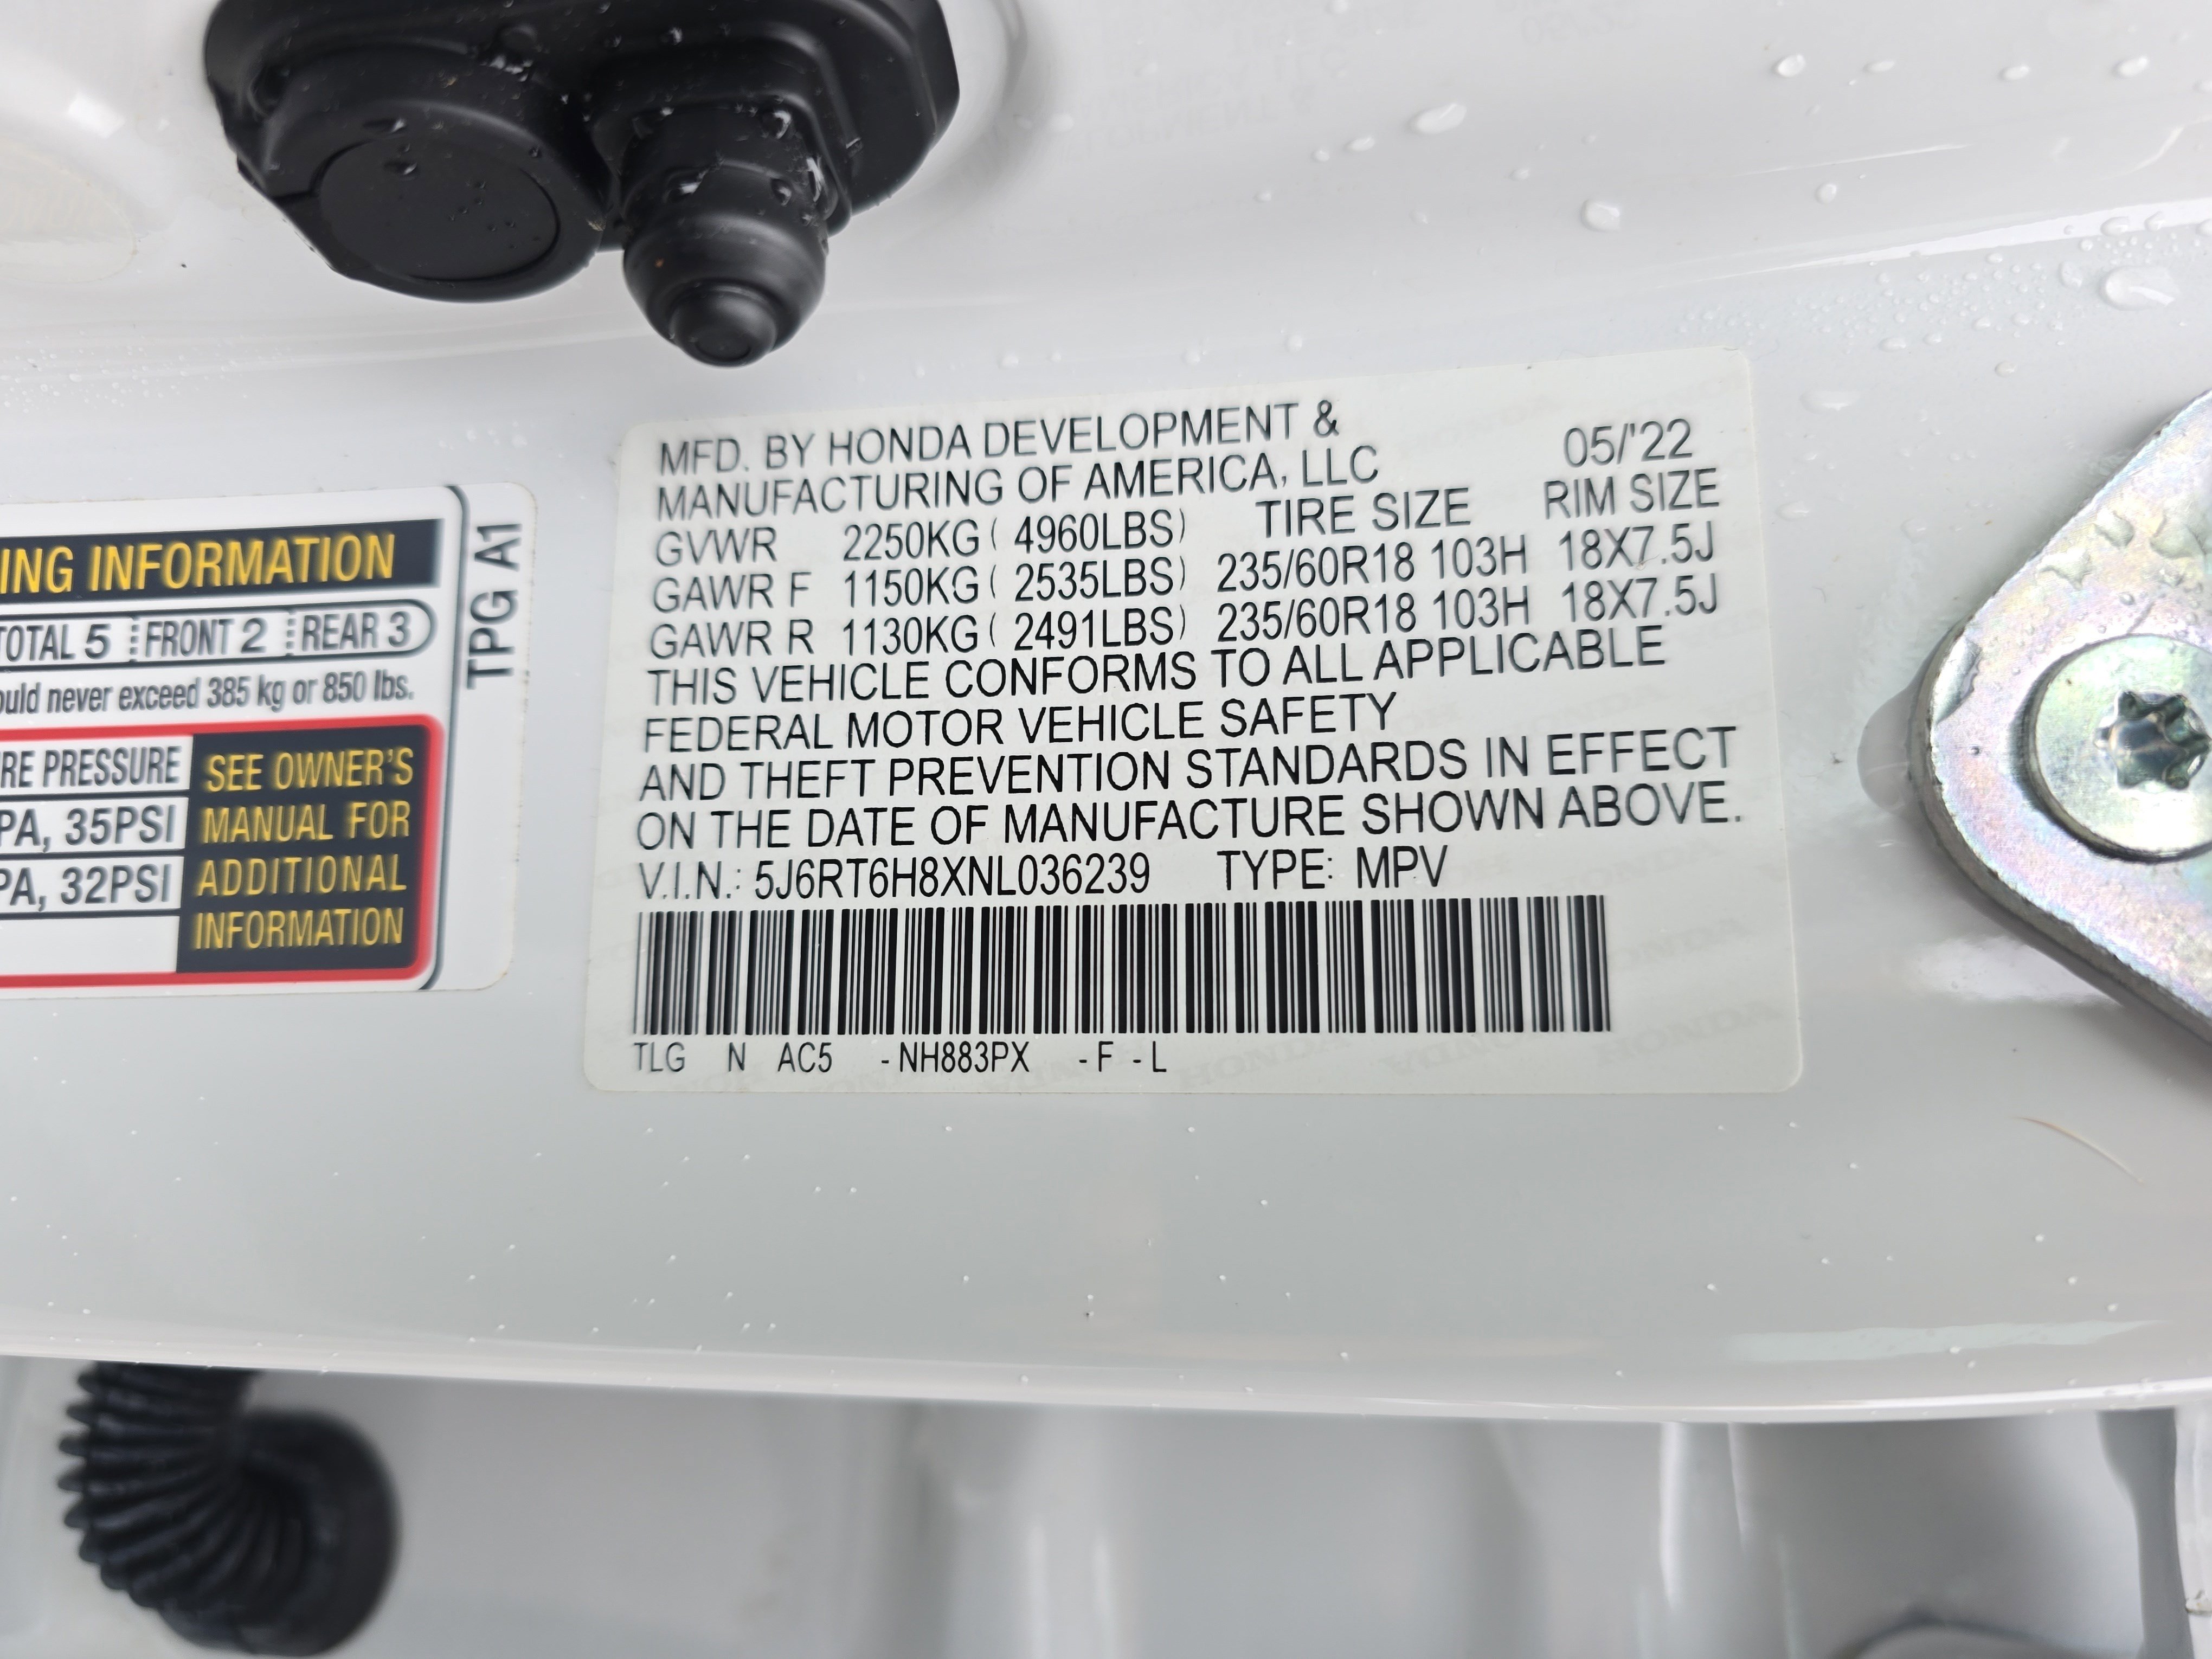 ING INFORMATION
TOTAL 5 FRONT 2 REAR 3
ould never exceed 385 kg or 850 lbs.
RE PRESSURE
PA, 35PSI
PA, 32PSI
SEE OWNER'S
MANUAL FOR
ADDITIONAL
INFORMATION
TPG A1
MFD. BY HONDA DEVELOPMENT &
MANUFACTURING OF AMERICA, LLC 05/'22
GVWR 2250KG ( 4960LBS) TIRE SIZE RIM SIZE
GAWR F 1150KG ( 2535LBS) 235/60R18 103H 18X7.5J
GAWR R 1130KG ( 2491LBS) 235/60R18 103H 18X7.5J
THIS VEHICLE CONFORMS TO ALL APPLICABLE
FEDERAL MOTOR VEHICLE SAFETY
AND THEFT PREVENTION STANDARDS IN EFFECT
ON THE DATE OF MANUFACTURE SHOWN ABOVE.
V.I.N.: 5J6RT6H8XNL036239 TYPE: MPV
TLG N AC5 -NH883PX -F -L